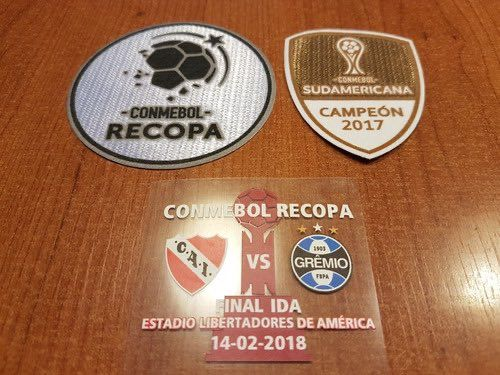 -CONMEBOL-
RECOPA
-CONMEBOL-
SUDAMERICANA
CAMPEÓN
2017
CONMEBOL RECOPA
C.A.I.
VS
1903
GRÊMIO
FBPA
FINAL IDA
ESTADIO LIBERTADORES DE AMÉRICA
14-02-2018